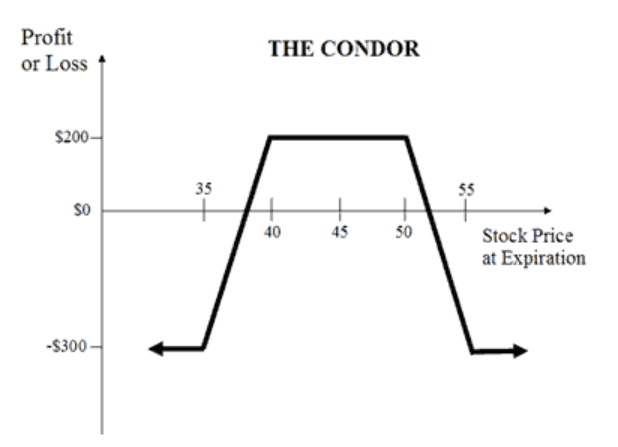 Profit
or Loss
THE CONDOR
$200
35
55
$0
40
45
50
Stock Price
at Expiration
-$300